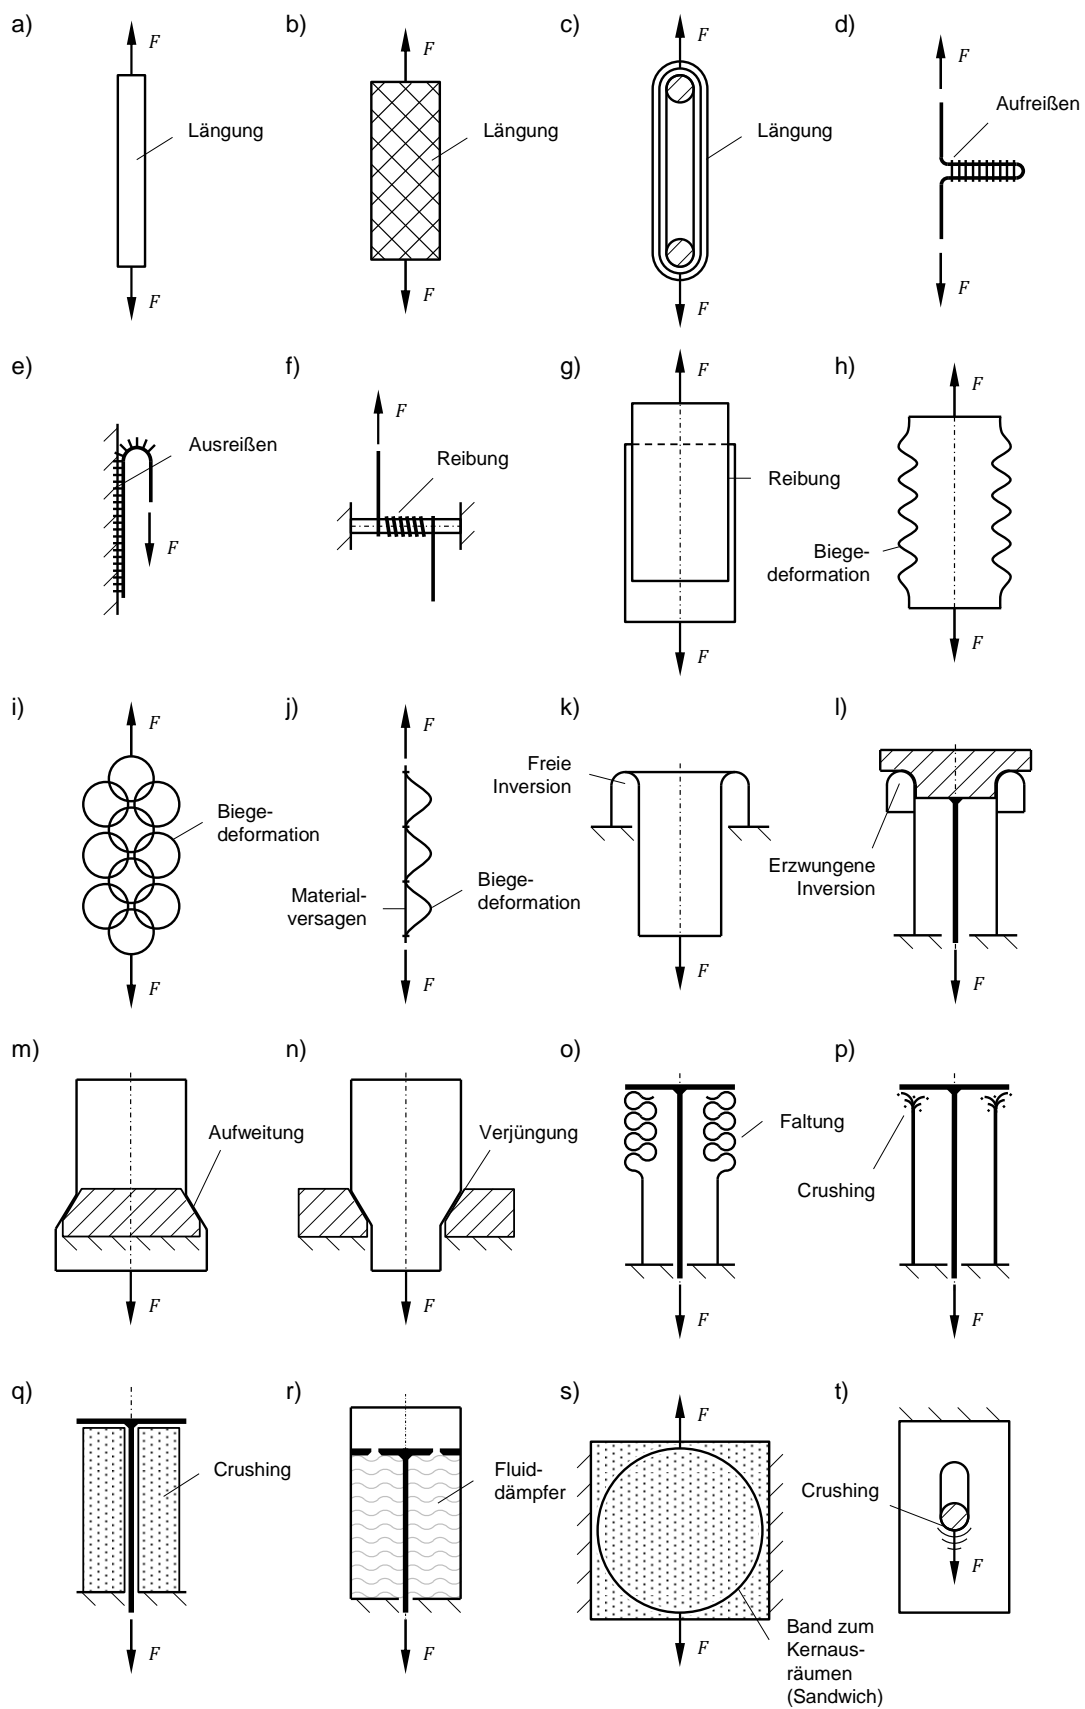 a)
F
Längung
F
b)
F
Längung
F
c)
F
Längung
F
d)
F
Aufreißen
F
e)
Ausreißen
F
f)
F
Reibung
g)
F
Reibung
F
h)
F
Biege-
deformation
F
i)
F
Biege-
deformation
F
j)
F
Material-
versagen
Biege-
deformation
F
k)
Freie
Inversion
F
l)
Erzwungene
Inversion
F
m)
Aufweitung
F
n)
Verjüngung
F
o)
Faltung
F
p)
Crushing
F
q)
Crushing
F
r)
Fluid-
dämpfer
F
s)
F
F
Band zum
Kernaus-
räumen
(Sandwich)
t)
Crushing
F